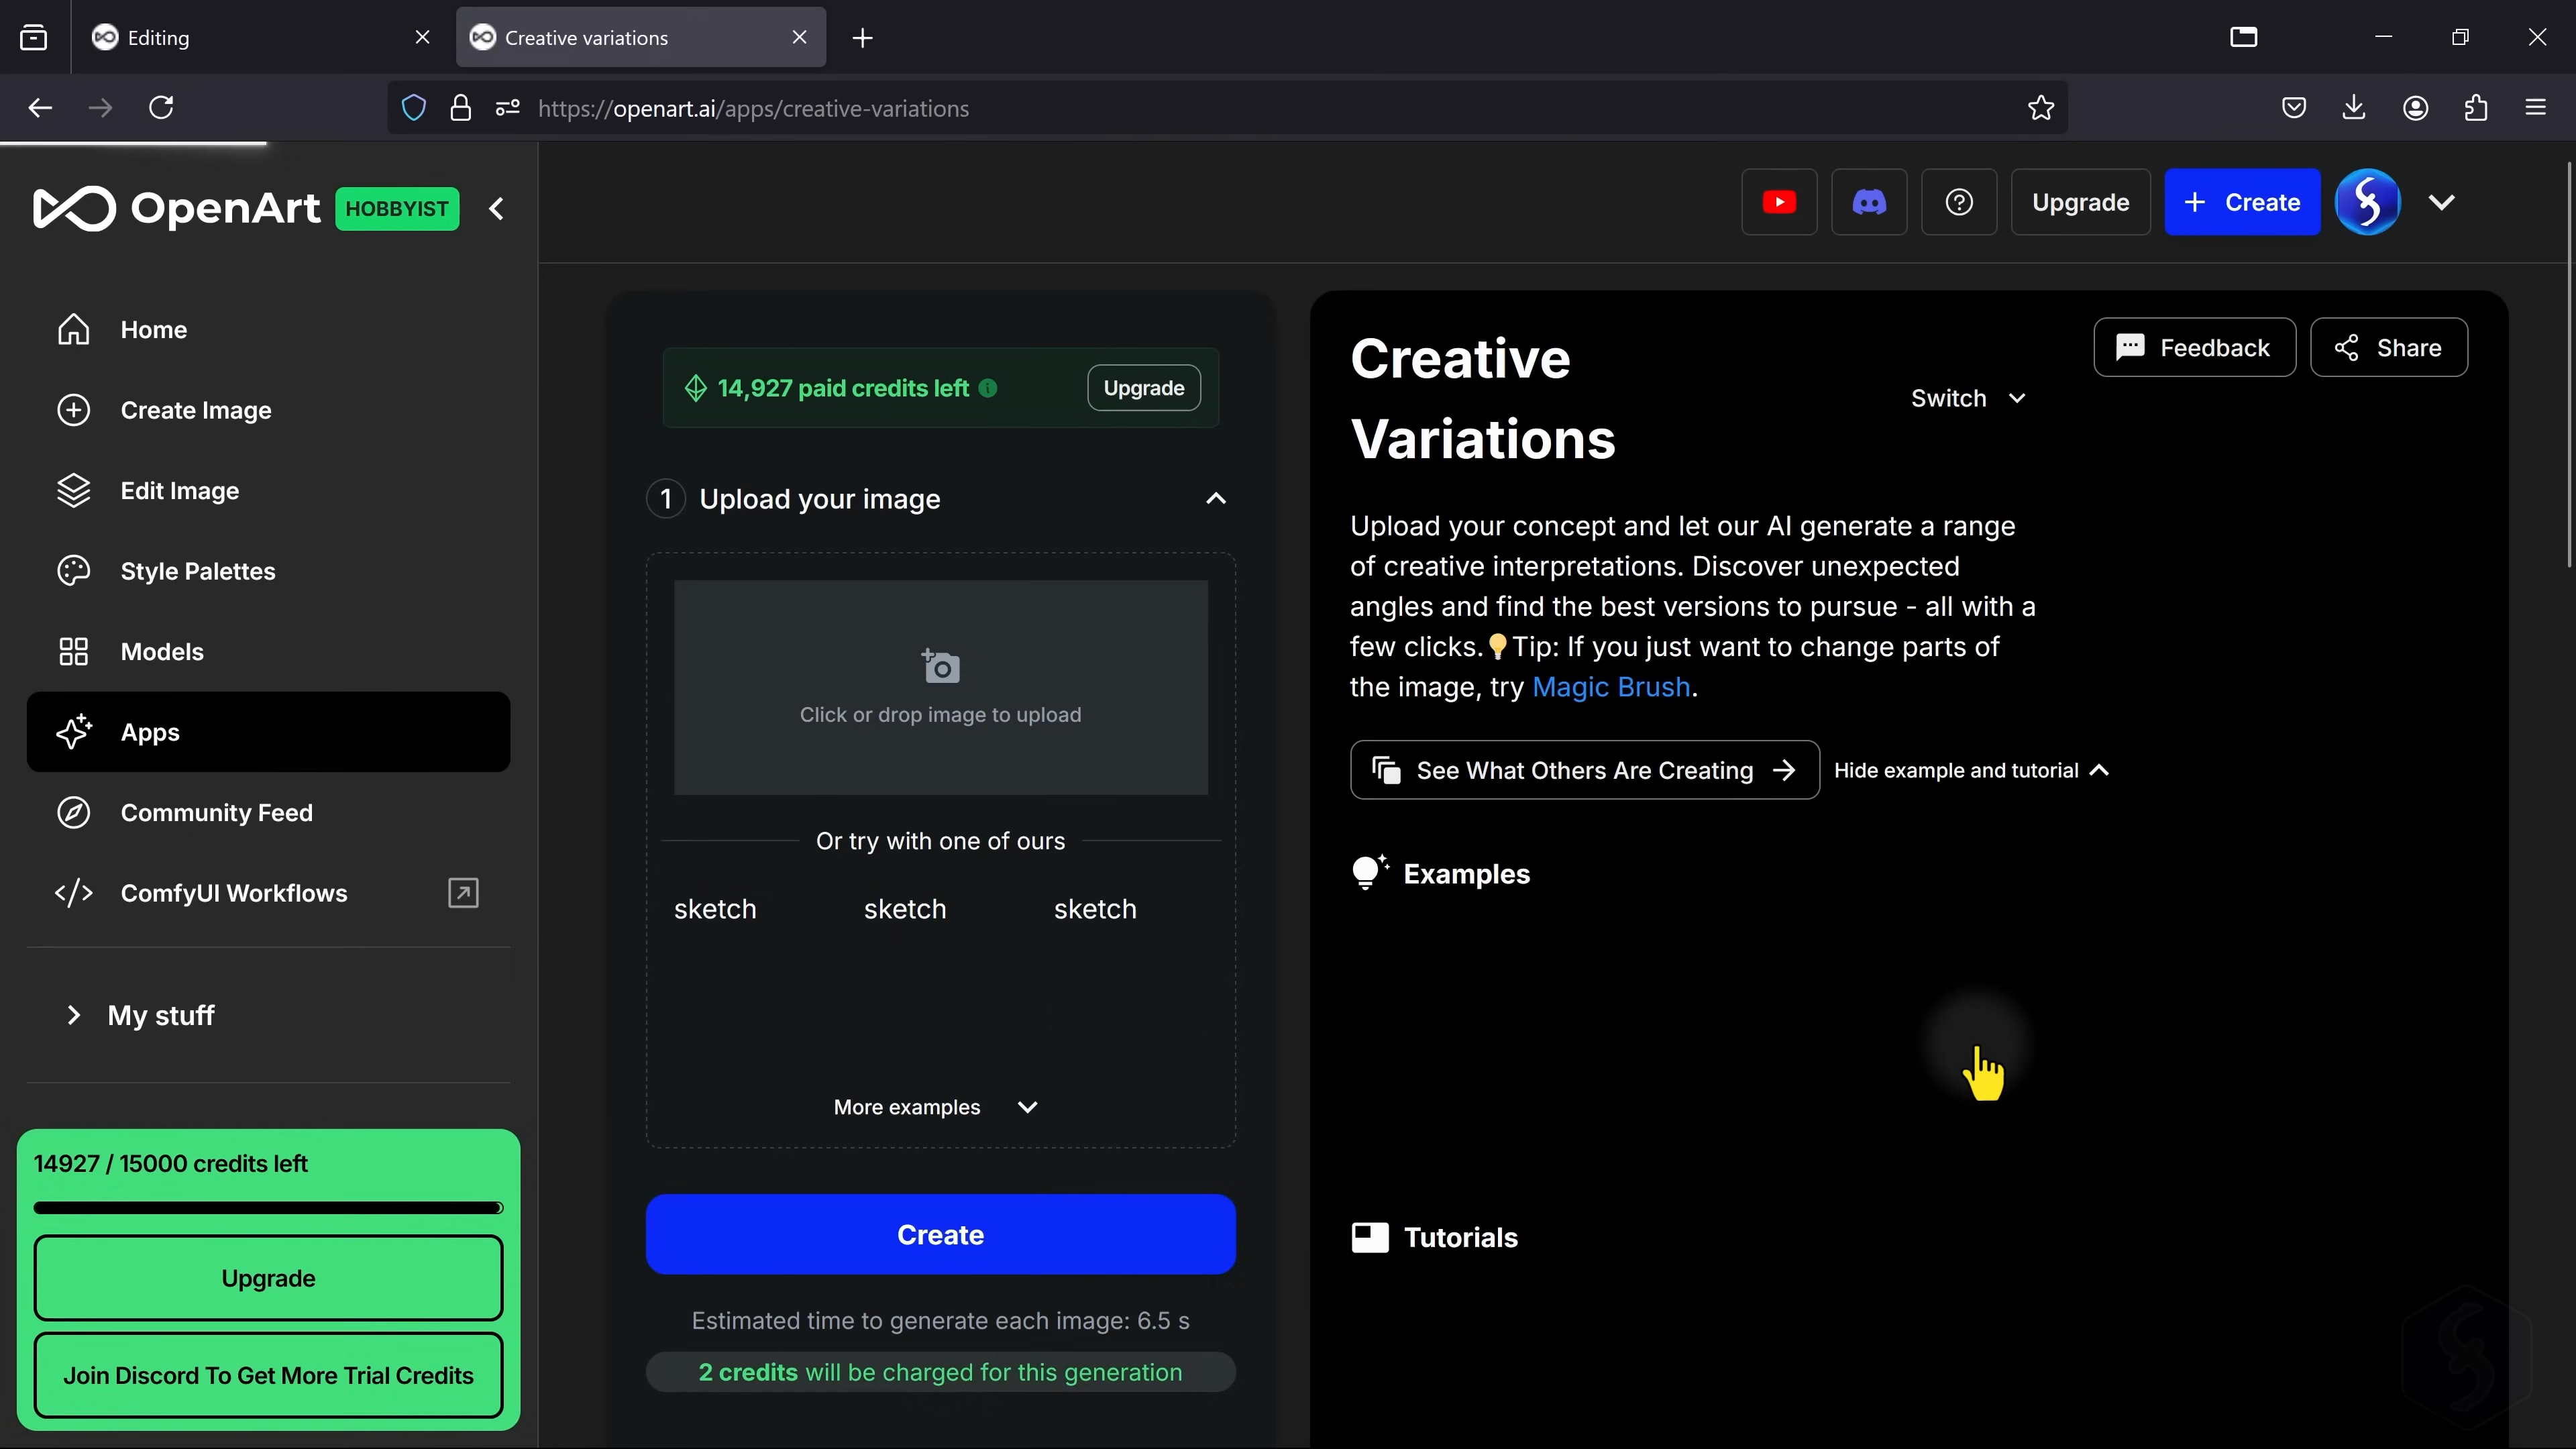 Editing
Creative variations
https://openart.ai/apps/creative-variations
OpenArt
HOBBYIST
Upgrade
Create
Home
Create Image
Edit Image
Style Palettes
Models
Apps
Community Feed
ComfyUI Workflows
My stuff
14927 / 15000 credits left
Upgrade
Join Discord To Get More Trial Credits
14,927 paid credits left
Upgrade
1 Upload your image
Click or drop image to upload
Or try with one of ours
sketch sketch sketch
More examples
Create
Estimated time to generate each image: 6.5 s
2 credits will be charged for this generation
Creative
Variations
Switch
Feedback
Share
Upload your concept and let our AI generate a range
of creative interpretations. Discover unexpected
angles and find the best versions to pursue - all with a
few clicks.💡Tip: If you just want to change parts of
the image, try Magic Brush.
See What Others Are Creating
Hide example and tutorial
Examples
Tutorials